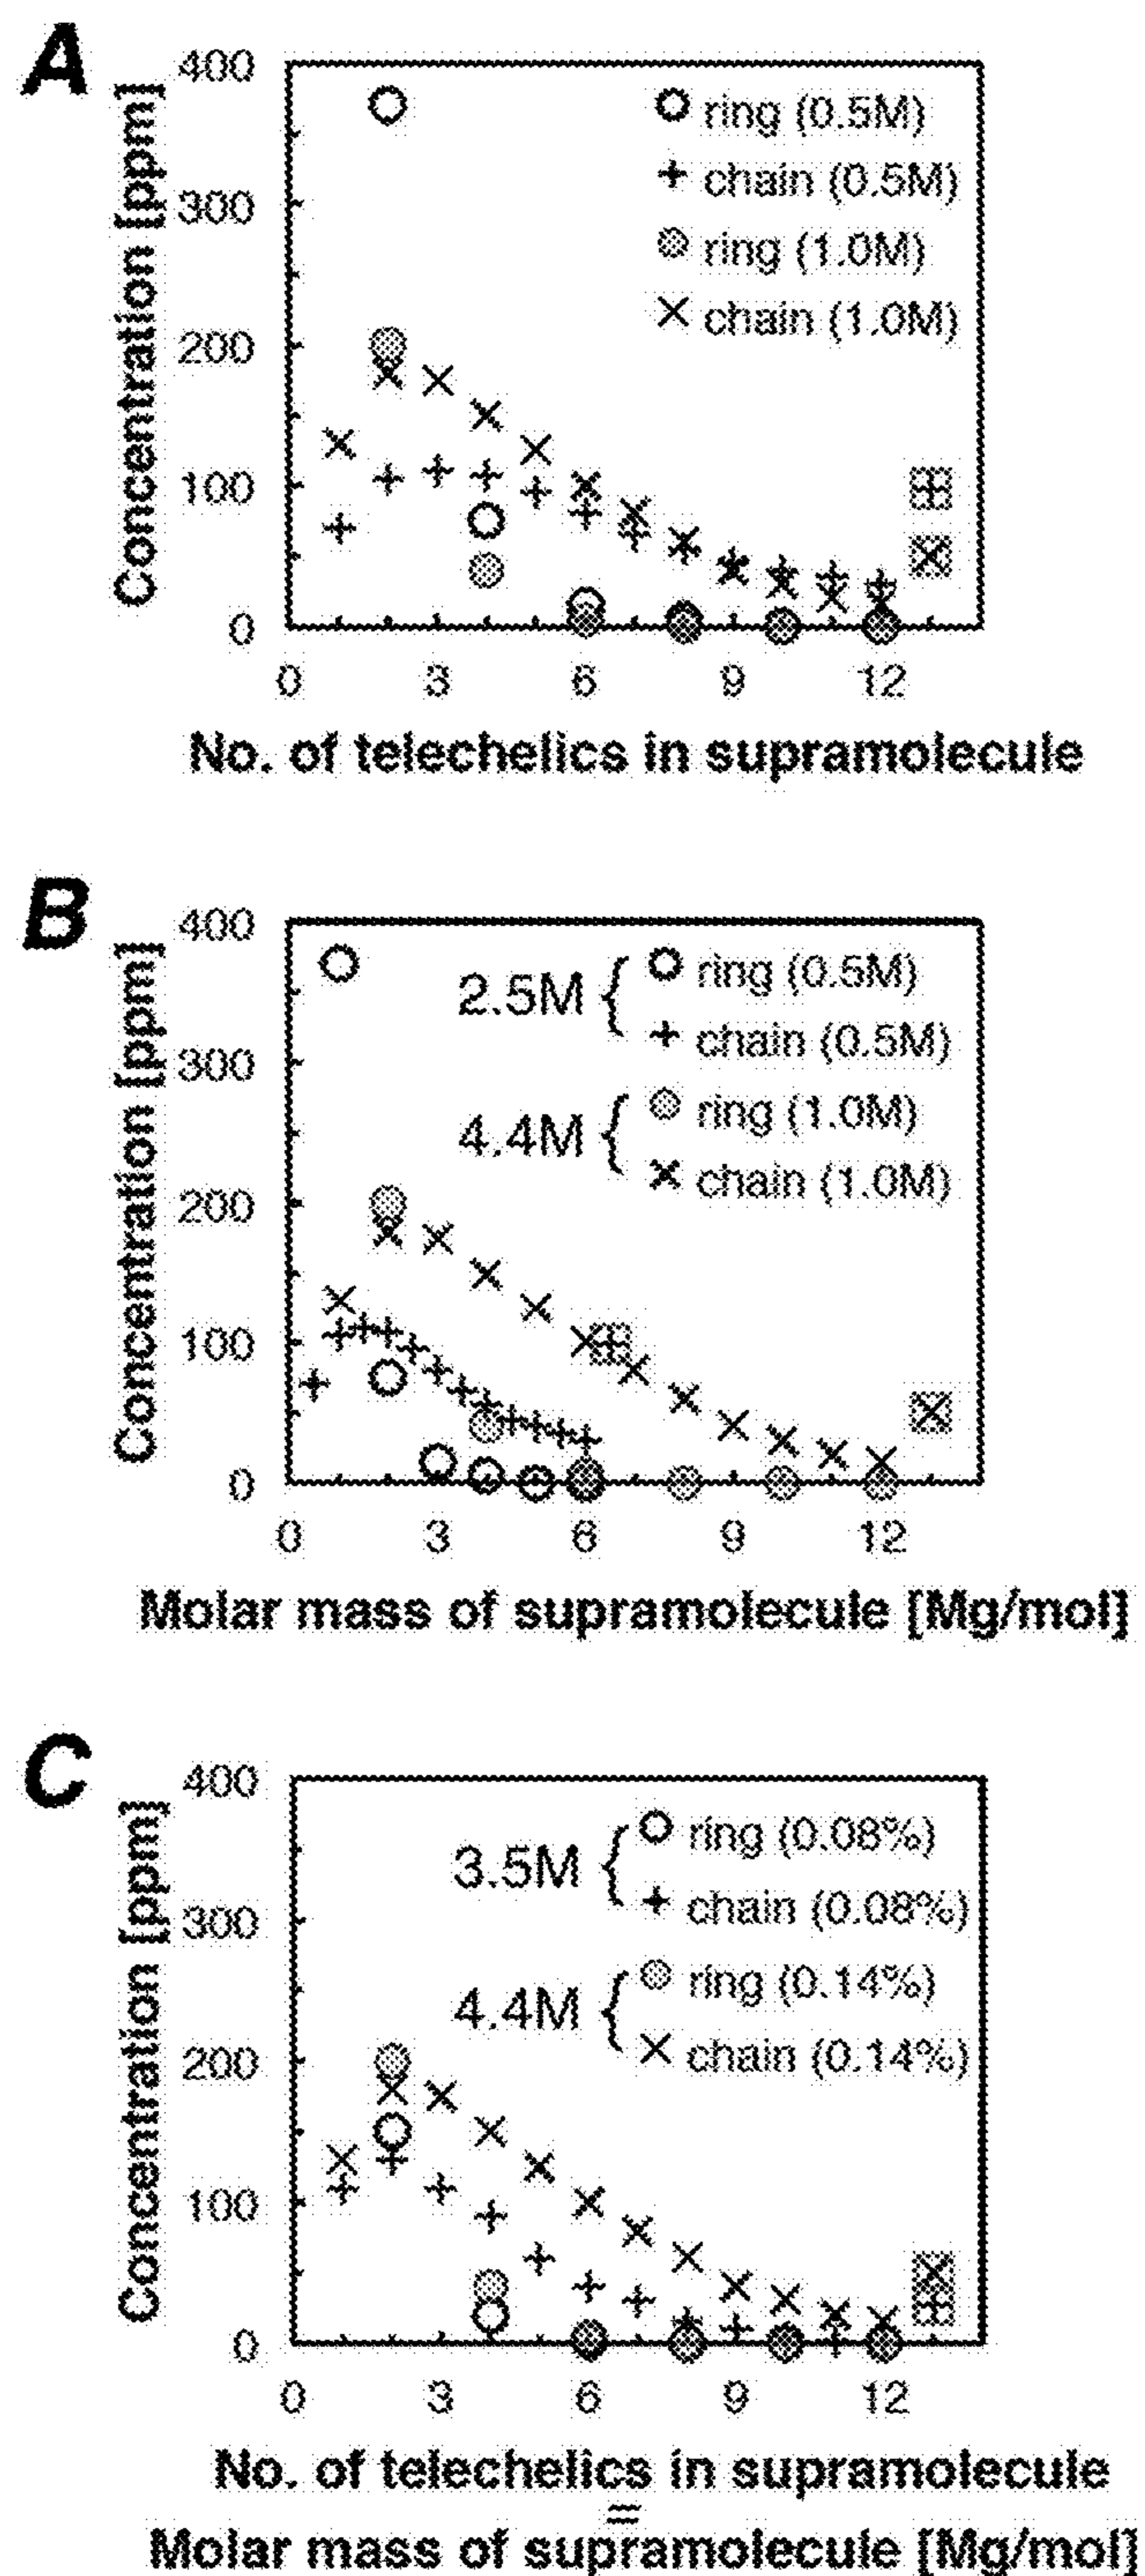 A
Concentration [ppm]
400
300
200
100
0
ring (0.5M)
chain (0.5M)
ring (1.0M)
chain (1.0M)
0 3 6 9 12
No. of telechelics in supramolecule
B
Concentration [ppm]
400
300
200
100
0
2.5M { ring (0.5M)
chain (0.5M)
4.4M { ring (1.0M)
chain (1.0M)
0 3 6 9 12
Molar mass of supramolecule [Mg/mol]
C
Concentration [ppm]
400
300
200
100
0
3.5M { ring (0.08%)
chain (0.08%)
4.4M { ring (0.14%)
chain (0.14%)
0 3 6 9 12
No. of telechelics in supramolecule
=
Molar mass of supramolecule [Mg/mol]